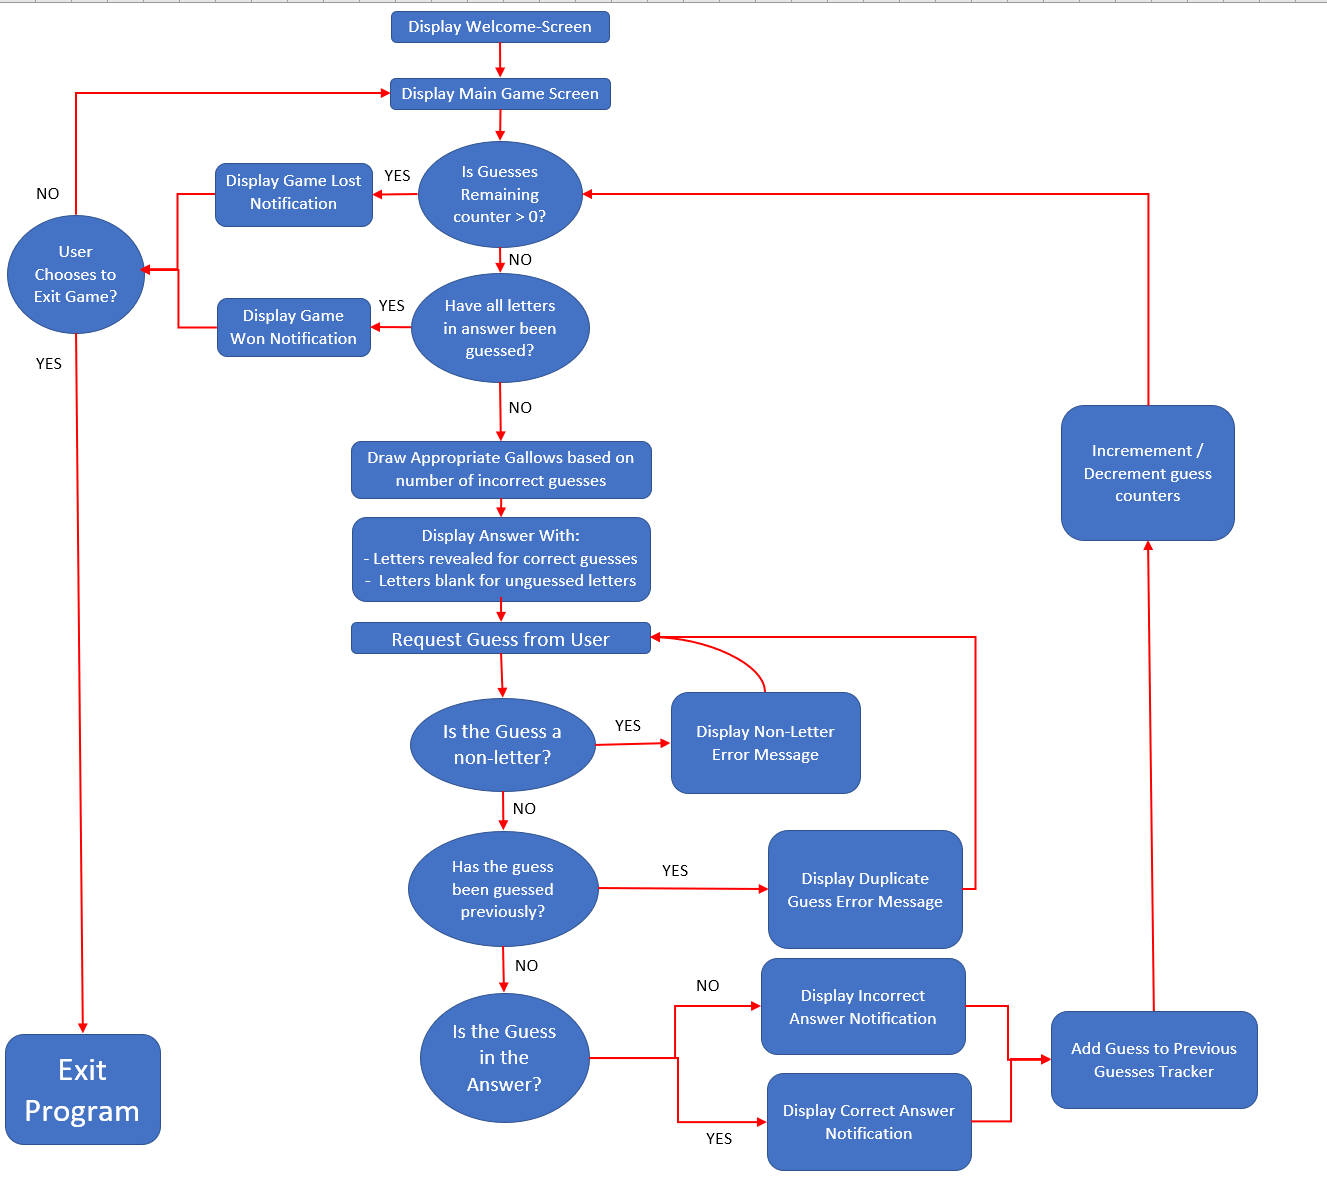 Display Welcome-Screen
Display Main Game Screen
Is Guesses
Remaining
counter > 0?
YES
Display Game Lost
Notification
NO
User
Chooses to
Exit Game?
NO
Have all letters
in answer been
guessed?
YES
Display Game
Won Notification
YES
NO
Draw Appropriate Gallows based on
number of incorrect guesses
Display Answer With:
- Letters revealed for correct guesses
- Letters blank for unguessed letters
Request Guess from User
Is the Guess a
non-letter?
YES
Display Non-Letter
Error Message
NO
Has the guess
been guessed
previously?
YES
Display Duplicate
Guess Error Message
NO
Is the Guess
in the
Answer?
NO
Display Incorrect
Answer Notification
YES
Display Correct Answer
Notification
Add Guess to Previous
Guesses Tracker
Incremement /
Decrement guess
counters
Exit
Program